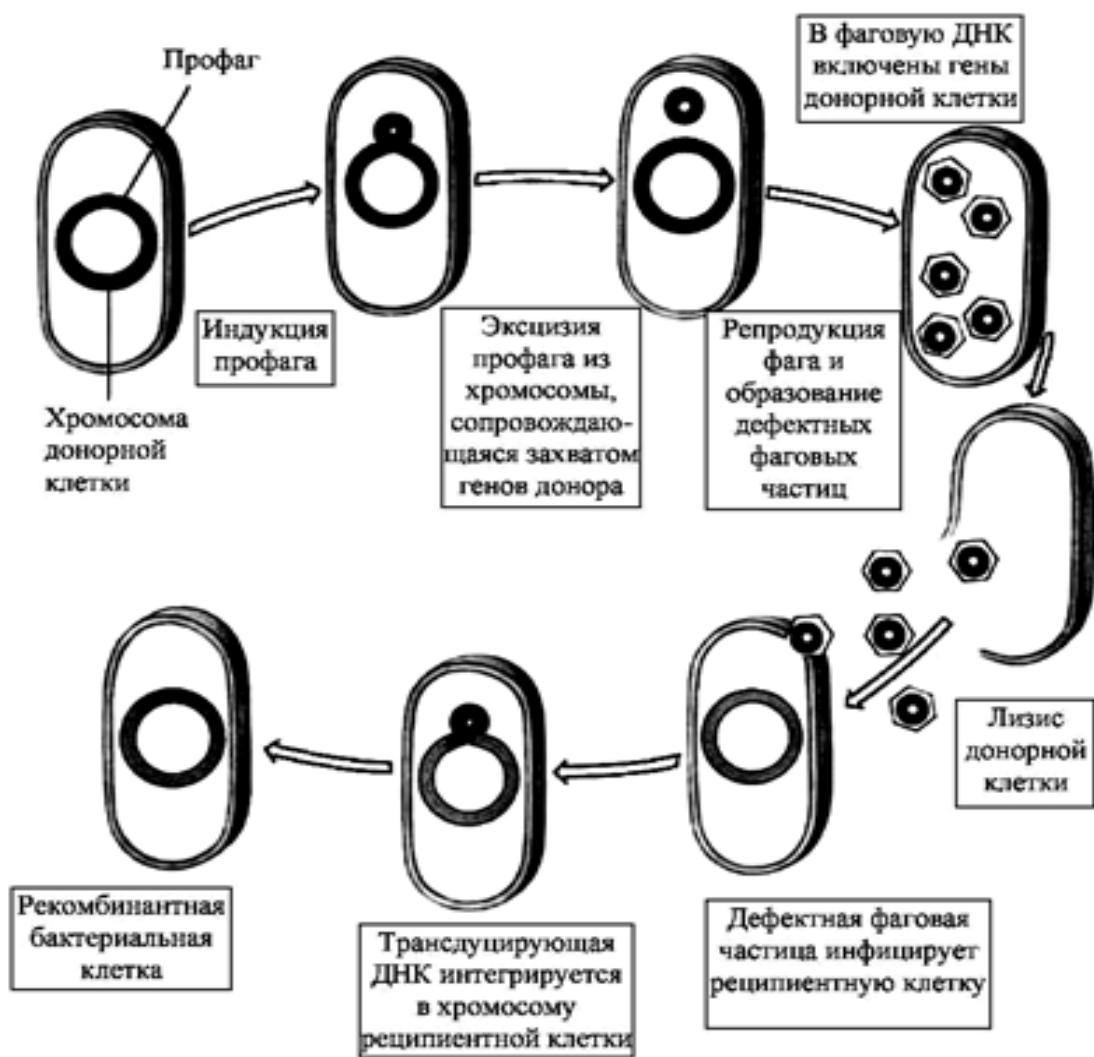 Профаг
Хромосома
донорной
клетки
Индукция
профага
Эксцизия
профага из
хромосомы,
сопровождаю-
щаяся захватом
генов донора
Репродукция
фага и
образование
дефектных
фаговых
частиц
В фаговую ДНК
включены гены
донорной клетки
Лизис
донорной
клетки
Дефектная фаговая
частица инфицирует
реципиентную клетку
Трансдуцирующая
ДНК интегрируется
в хромосому
реципиентной клетки
Рекомбинантная
бактериальная
клетка